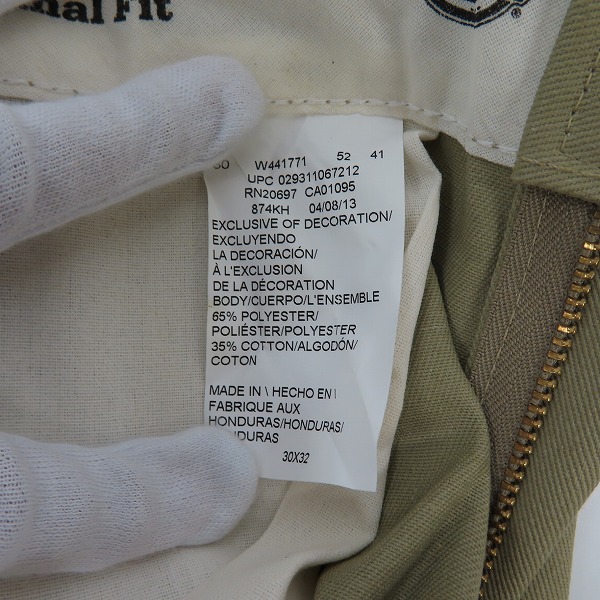 Fit
W441771 52 41
UPC 029311067212
RN20697 CA01095
874KH 04/08/13
EXCLUSIVE OF DECORATION/
EXCLUYENDO
LA DECORACIÓN/
À L'EXCLUSION
DE LA DÉCORATION
BODY/CUERPO/L'ENSEMBLE
65% POLYESTER/
POLIÉSTER/POLYESTER
35% COTTON/ALGODÓN/
COTON
MADE IN \ HECHO EN \
FABRIQUE AUX
HONDURAS/HONDURAS/
30X32